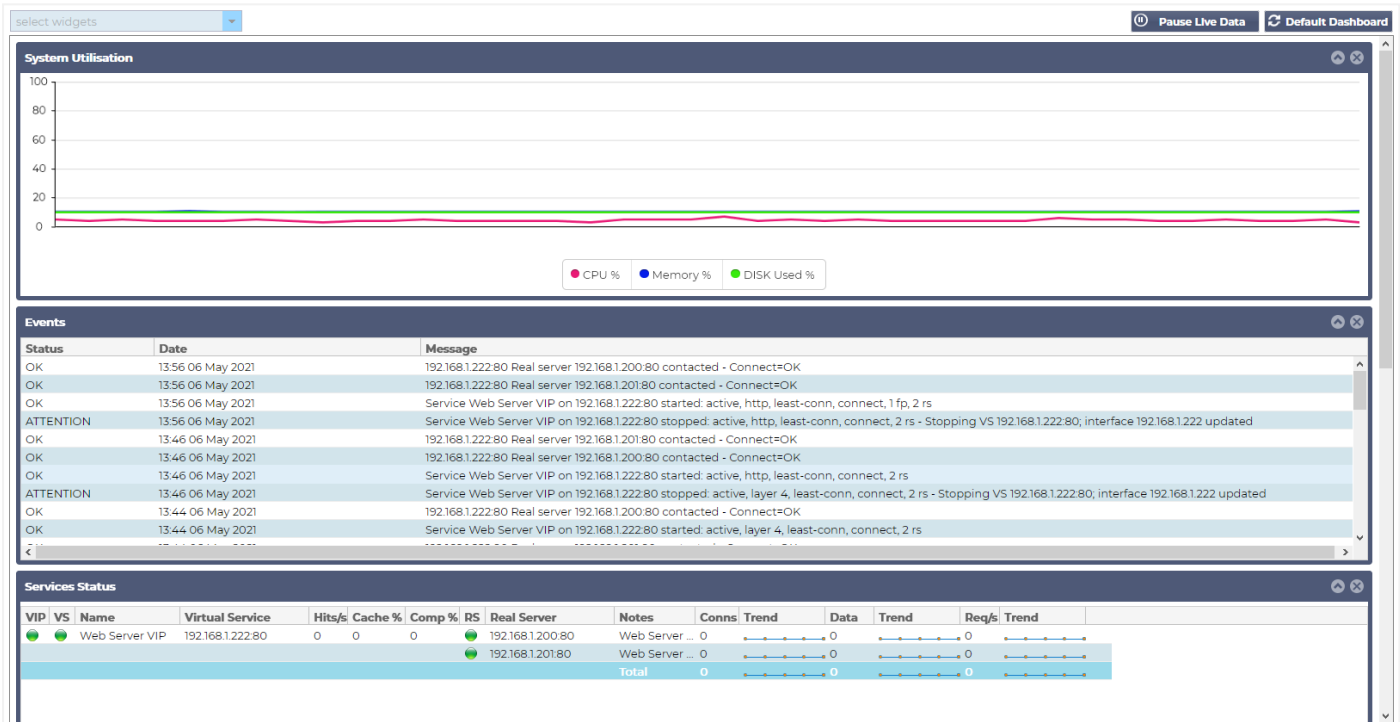 select widgets
Pause Live Data
Default Dashboard
System Utilisation
100
80
60
40
20
0
CPU % Memory % DISK Used %
Events
Status Date Message
OK 13:56 06 May 2021 192.168.1.222:80 Real server 192.168.1.200:80 contacted - Connect=OK
OK 13:56 06 May 2021 192.168.1.222:80 Real server 192.168.1.201:80 contacted - Connect=OK
OK 13:56 06 May 2021 Service Web Server VIP on 192.168.1.222:80 started: active, http, least-conn, connect, 1 fp, 2 rs
ATTENTION 13:56 06 May 2021 Service Web Server VIP on 192.168.1.222:80 stopped: active, http, least-conn, connect, 2 rs - Stopping VS 192.168.1.222:80; interface 192.168.1.222 updated
OK 13:46 06 May 2021 192.168.1.222:80 Real server 192.168.1.201:80 contacted - Connect=OK
OK 13:46 06 May 2021 192.168.1.222:80 Real server 192.168.1.200:80 contacted - Connect=OK
OK 13:46 06 May 2021 Service Web Server VIP on 192.168.1.222:80 started: active, http, least-conn, connect, 2 rs
ATTENTION 13:46 06 May 2021 Service Web Server VIP on 192.168.1.222:80 stopped: active, layer 4, least-conn, connect, 2 rs - Stopping VS 192.168.1.222:80; interface 192.168.1.222 updated
OK 13:44 06 May 2021 192.168.1.222:80 Real server 192.168.1.200:80 contacted - Connect=OK
OK 13:44 06 May 2021 Service Web Server VIP on 192.168.1.222:80 started: active, layer 4, least-conn, connect, 2 rs
Services Status
VIP VS Name Virtual Service Hits/s Cache % Comp % RS Real Server Notes Conns Trend Data Trend Req/s Trend
Web Server VIP 192.168.1.222:80 0 0 0 192.168.1.200:80 Web Server ... 0 0 0
192.168.1.201:80 Web Server ... 0 0 0
Total 0 0 0